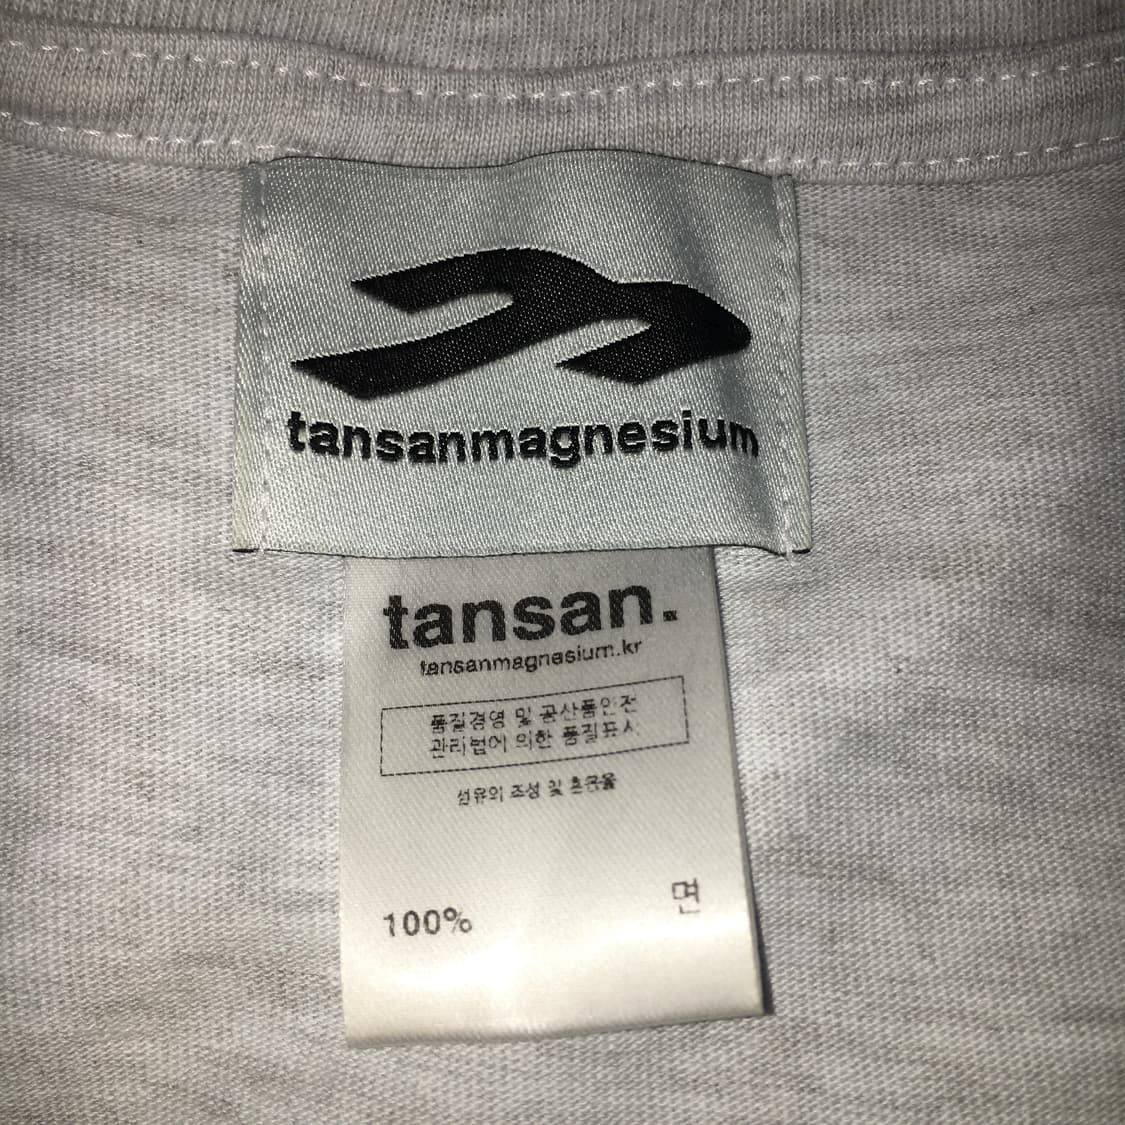 tansanmagnesium
tansan.
tansanmagnesium.kr
품질경영 및 공산품안전
관리법에 의한 품질표시
섬유의 조성 및 혼용율
100% 면